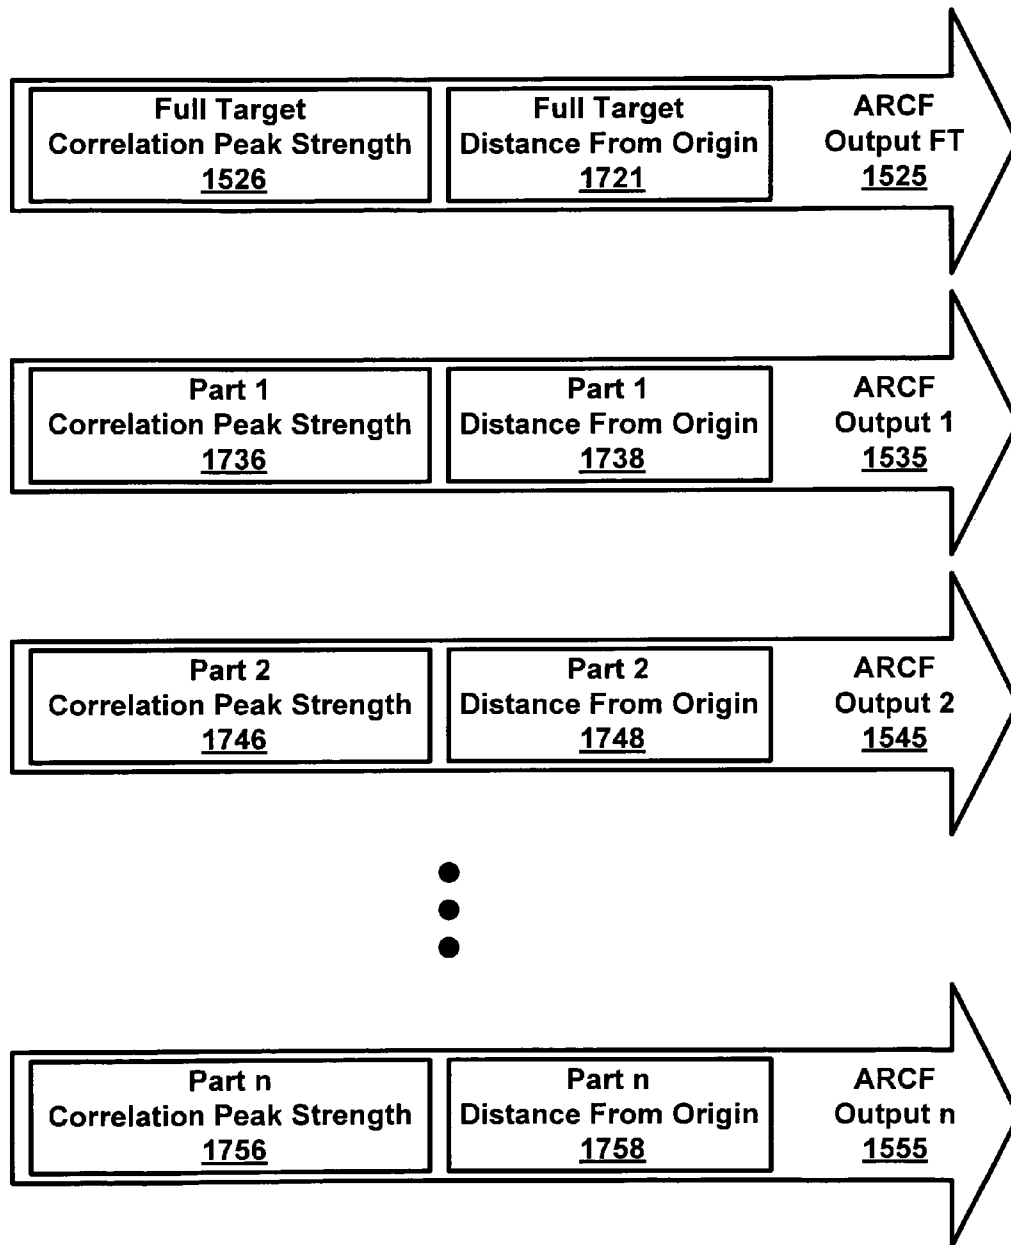 Full Target
Correlation Peak Strength
1526
Full Target
Distance From Origin
1721
ARCF
Output FT
1525
Part 1
Correlation Peak Strength
1736
Part 1
Distance From Origin
1738
ARCF
Output 1
1535
Part 2
Correlation Peak Strength
1746
Part 2
Distance From Origin
1748
ARCF
Output 2
1545
Part n
Correlation Peak Strength
1756
Part n
Distance From Origin
1758
ARCF
Output n
1555